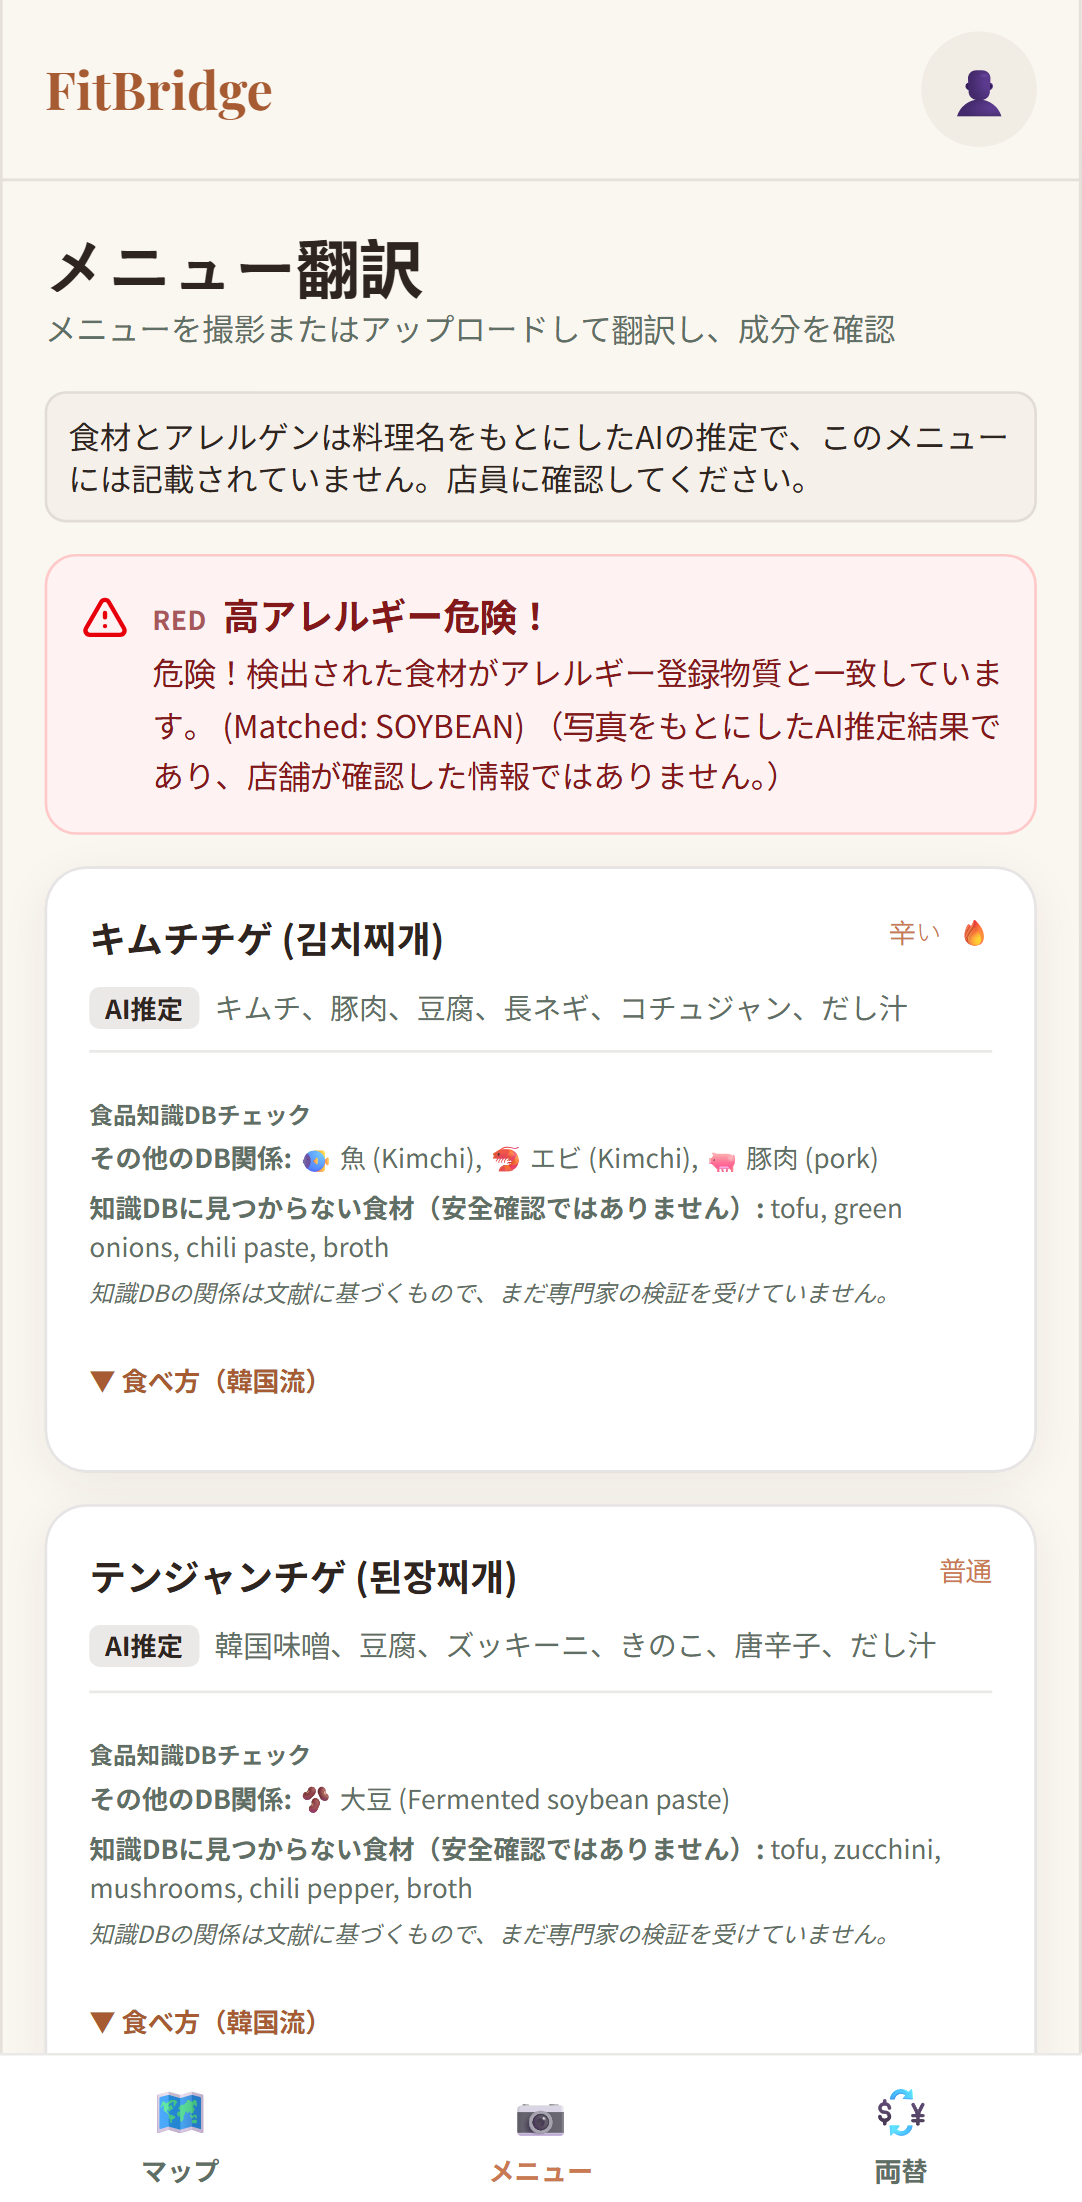 FitBridge
メニュー翻訳
メニューを撮影またはアップロードして翻訳し、成分を確認
食材とアレルゲンは料理名をもとにしたAIの推定で、このメニュー
には記載されていません。店員に確認してください。
RED 高アレルギー危険！
危険！検出された食材がアレルギー登録物質と一致していま
す。 (Matched: SOYBEAN) （写真をもとにしたAI推定結果で
あり、店舗が確認した情報ではありません。）
キムチチゲ (김치찌개)
辛い
AI推定 キムチ、豚肉、豆腐、長ネギ、コチュジャン、だし汁
食品知識DBチェック
その他のDB関係: 魚 (Kimchi), エビ (Kimchi), 豚肉 (pork)
知識DBに見つからない食材（安全確認ではありません）: tofu, green
onions, chili paste, broth
知識DBの関係は文献に基づくもので、まだ専門家の検証を受けていません。
▼ 食べ方（韓国流）
テンジャンチゲ (된장찌개)
普通
AI推定 韓国味噌、豆腐、ズッキーニ、きのこ、唐辛子、だし汁
食品知識DBチェック
その他のDB関係: 大豆 (Fermented soybean paste)
知識DBに見つからない食材（安全確認ではありません）: tofu, zucchini,
mushrooms, chili pepper, broth
知識DBの関係は文献に基づくもので、まだ専門家の検証を受けていません。
▼ 食べ方（韓国流）
マップ
メニュー
両替